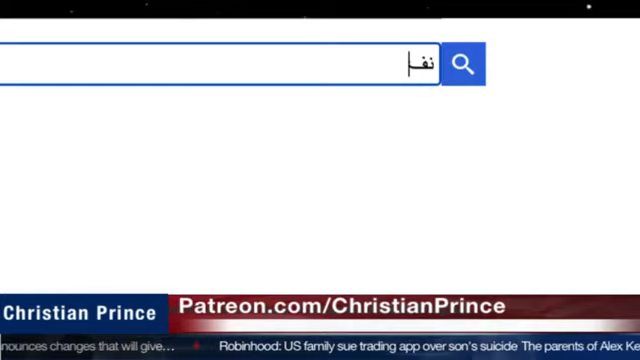 نفـ
Christian Prince
Patreon.com/ChristianPrince
nounces changes that will give… Robinhood: US family sue trading app over son's suicide The parents of Alex Ke